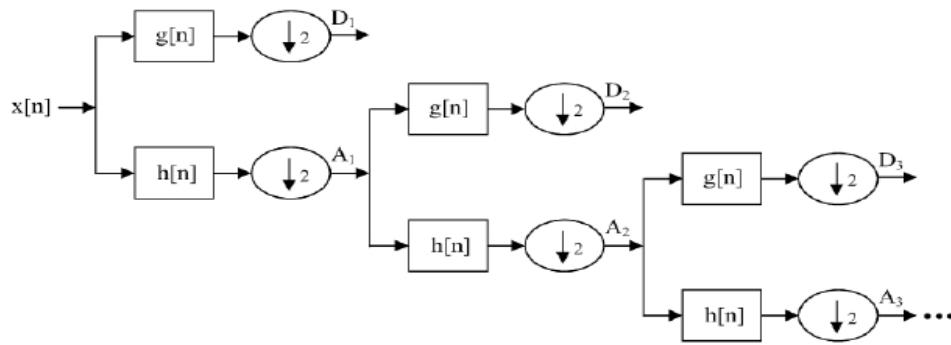 D₁
g[n] 2
x[n]
D₂
g[n] 2
h[n] 2 A₁
D₃
g[n] 2
h[n] 2 A₂
h[n] 2 A₃ •••